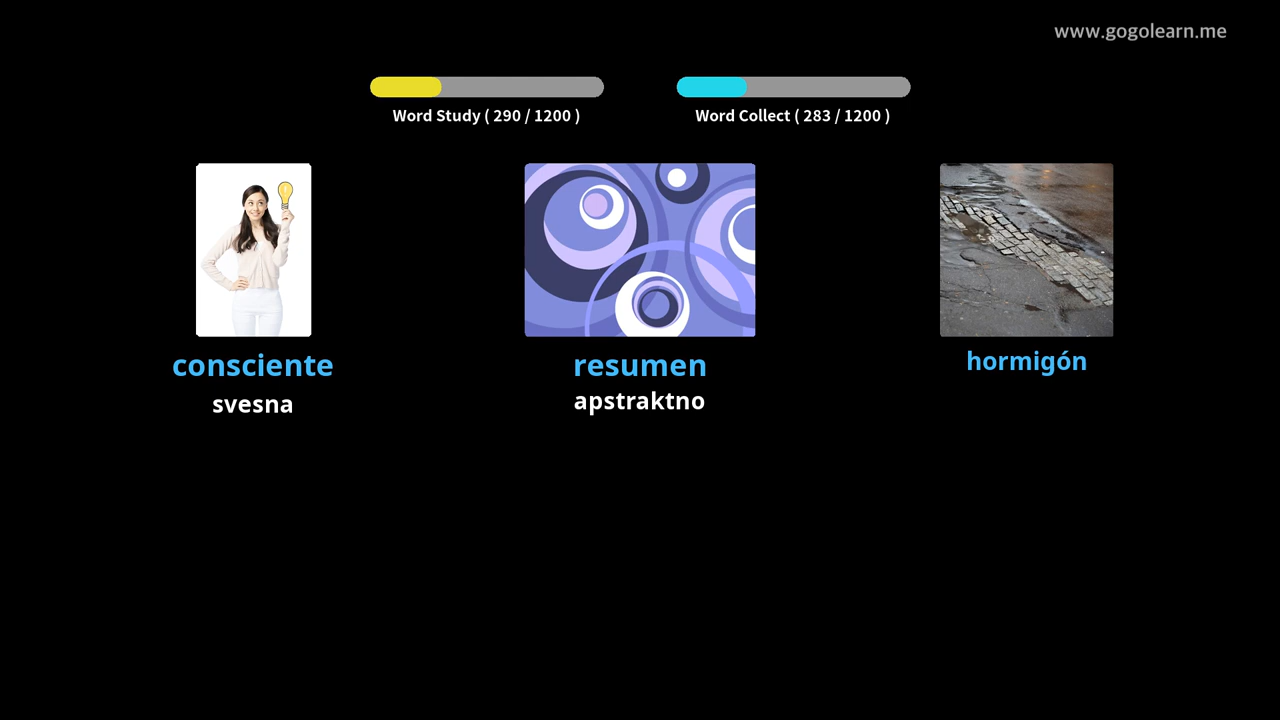 www.gogolearn.me
Word Study ( 290 / 1200 )
Word Collect ( 283 / 1200 )
consciente
svesna
resumen
apstraktno
hormigón